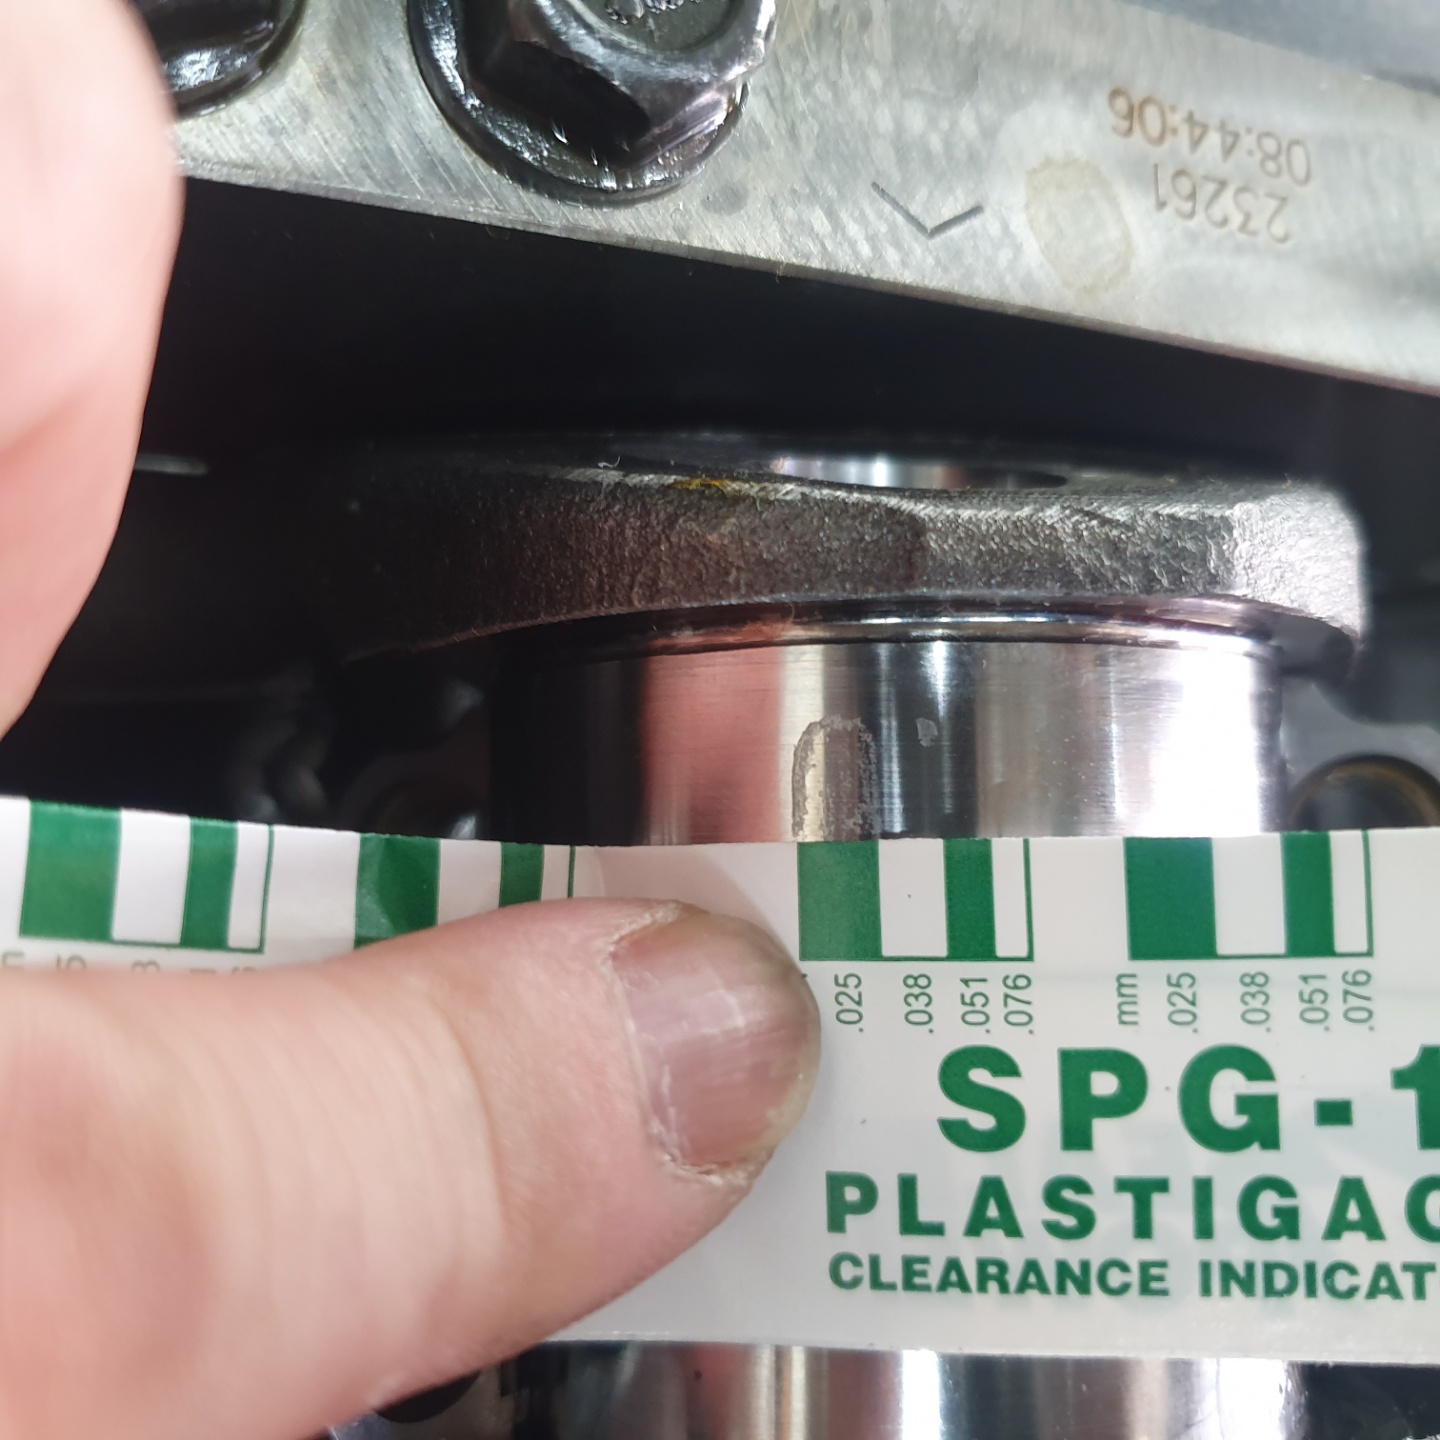 08:44:06
23261
.025 .038 .051 .076 mm .025 .038 .051 .076
SPG-1
PLASTIGAG
CLEARANCE INDICAT